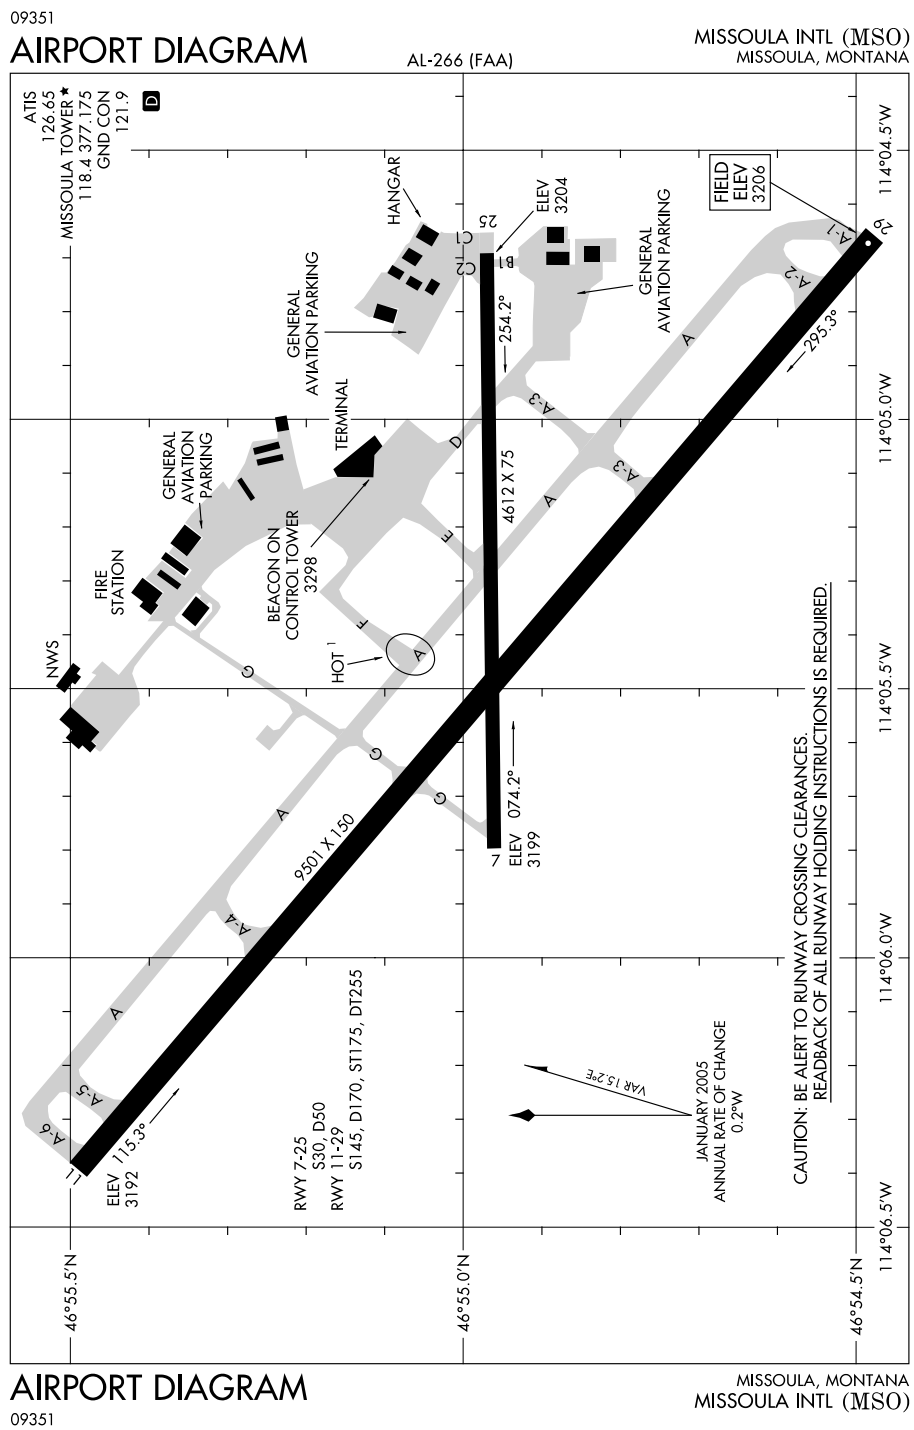 09351
AIRPORT DIAGRAM
AL-266 (FAA)
MISSOULA INTL (MSO)
MISSOULA, MONTANA
ATIS
126.65
MISSOULA TOWER ★
118.4 377.175
GND CON
121.9
D
114°04.5'W
HANGAR
C1
25
C2
B1
ELEV
3204
FIELD
ELEV
3206
29
A-1
A-2
GENERAL
AVIATION PARKING
GENERAL
AVIATION PARKING
254.2°
295.3°
A
TERMINAL
D
A-3
114°05.0'W
GENERAL
AVIATION
PARKING
A-3
A
4612 X 75
BEACON ON
CONTROL TOWER
3298
E
FIRE
STATION
F
HOT 1
A
NWS
G
114°05.5'W
G
G
074.2°
7
ELEV
3199
A
9501 X 150
A-4
114°06.0'W
A
A-5
A-6
11
115.3°
ELEV
3192
RWY 7-25
S30, D50
RWY 11-29
S145, D170, ST175, DT255
VAR 15.2°E
JANUARY 2005
ANNUAL RATE OF CHANGE
0.2°W
CAUTION: BE ALERT TO RUNWAY CROSSING CLEARANCES.
READBACK OF ALL RUNWAY HOLDING INSTRUCTIONS IS REQUIRED.
114°06.5'W
46°55.5'N
46°55.0'N
46°54.5'N
AIRPORT DIAGRAM
09351
MISSOULA, MONTANA
MISSOULA INTL (MSO)